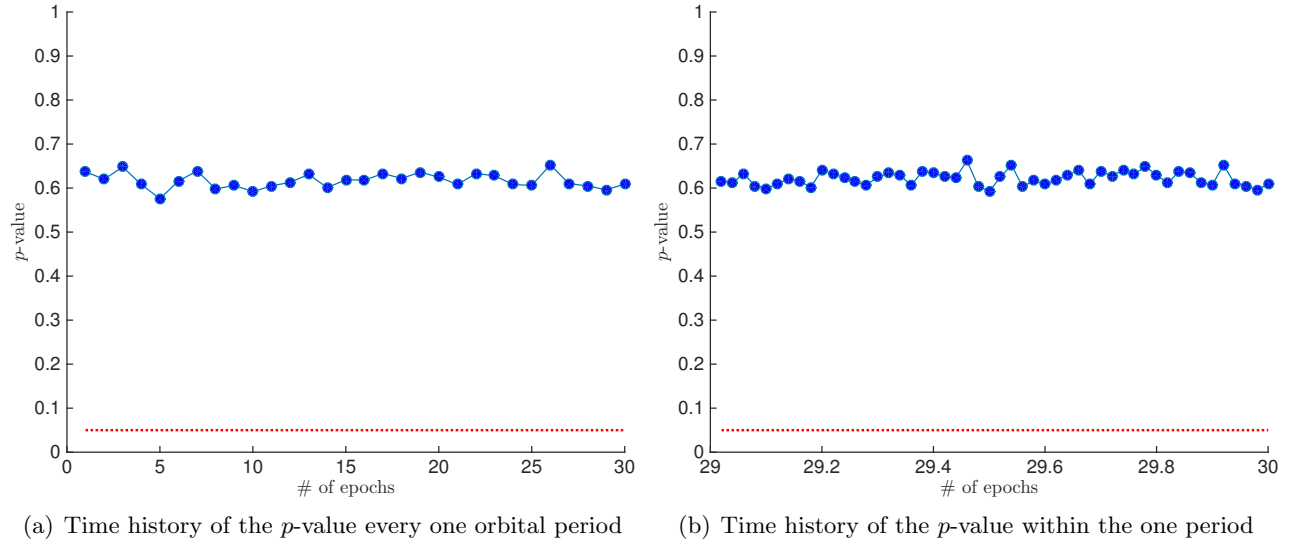 1
0.9
0.8
0.7
0.6
0.5
0.4
0.3
0.2
0.1
0
p-value
0 5 10 15 20 25 30
# of epochs
(a) Time history of the p-value every one orbital period
1
0.9
0.8
0.7
0.6
0.5
0.4
0.3
0.2
0.1
0
p-value
29 29.2 29.4 29.6 29.8 30
# of epochs
(b) Time history of the p-value within the one period